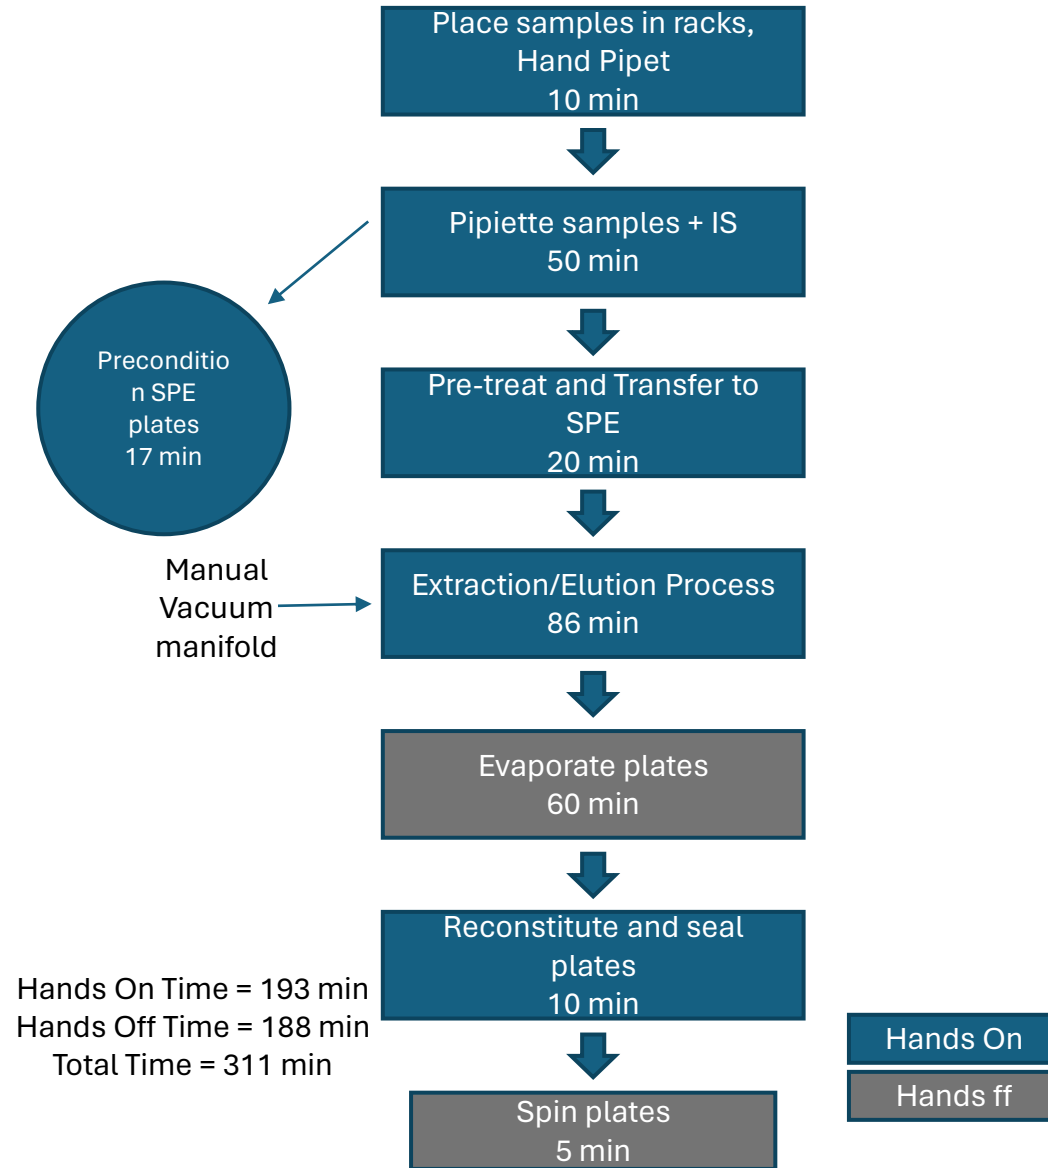 Place samples in racks,
Hand Pipet
10 min
Pipiette samples + IS
50 min
Preconditio
n SPE
plates
17 min
Pre-treat and Transfer to
SPE
20 min
Manual
Vacuum
manifold
Extraction/Elution Process
86 min
Evaporate plates
60 min
Reconstitute and seal
plates
10 min
Hands On Time = 193 min
Hands Off Time = 188 min
Total Time = 311 min
Spin plates
5 min
Hands On
Hands ff